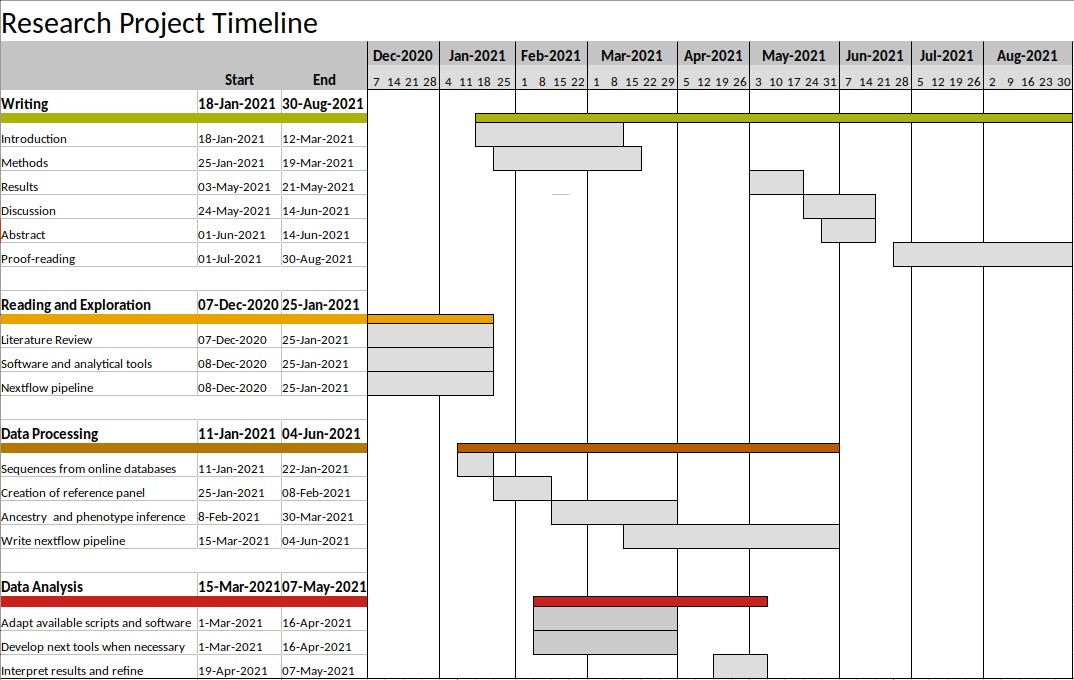 Research Project Timeline
Dec-2020 Jan-2021 Feb-2021 Mar-2021 Apr-2021 May-2021 Jun-2021 Jul-2021 Aug-2021
Start End 7 14 21 28 4 11 18 25 1 8 15 22 1 8 15 22 29 5 12 19 26 3 10 17 24 31 7 14 21 28 5 12 19 26 2 9 16 23 30
Writing 18-Jan-2021 30-Aug-2021
Introduction 18-Jan-2021 12-Mar-2021
Methods 25-Jan-2021 19-Mar-2021
Results 03-May-2021 21-May-2021
Discussion 24-May-2021 14-Jun-2021
Abstract 01-Jun-2021 14-Jun-2021
Proof-reading 01-Jul-2021 30-Aug-2021
Reading and Exploration 07-Dec-2020 25-Jan-2021
Literature Review 07-Dec-2020 25-Jan-2021
Software and analytical tools 08-Dec-2020 25-Jan-2021
Nextflow pipeline 08-Dec-2020 25-Jan-2021
Data Processing 11-Jan-2021 04-Jun-2021
Sequences from online databases 11-Jan-2021 22-Jan-2021
Creation of reference panel 25-Jan-2021 08-Feb-2021
Ancestry and phenotype inference 8-Feb-2021 30-Mar-2021
Write nextflow pipeline 15-Mar-2021 04-Jun-2021
Data Analysis 15-Mar-2021 07-May-2021
Adapt available scripts and software 1-Mar-2021 16-Apr-2021
Develop next tools when necessary 1-Mar-2021 16-Apr-2021
Interpret results and refine 19-Apr-2021 07-May-2021